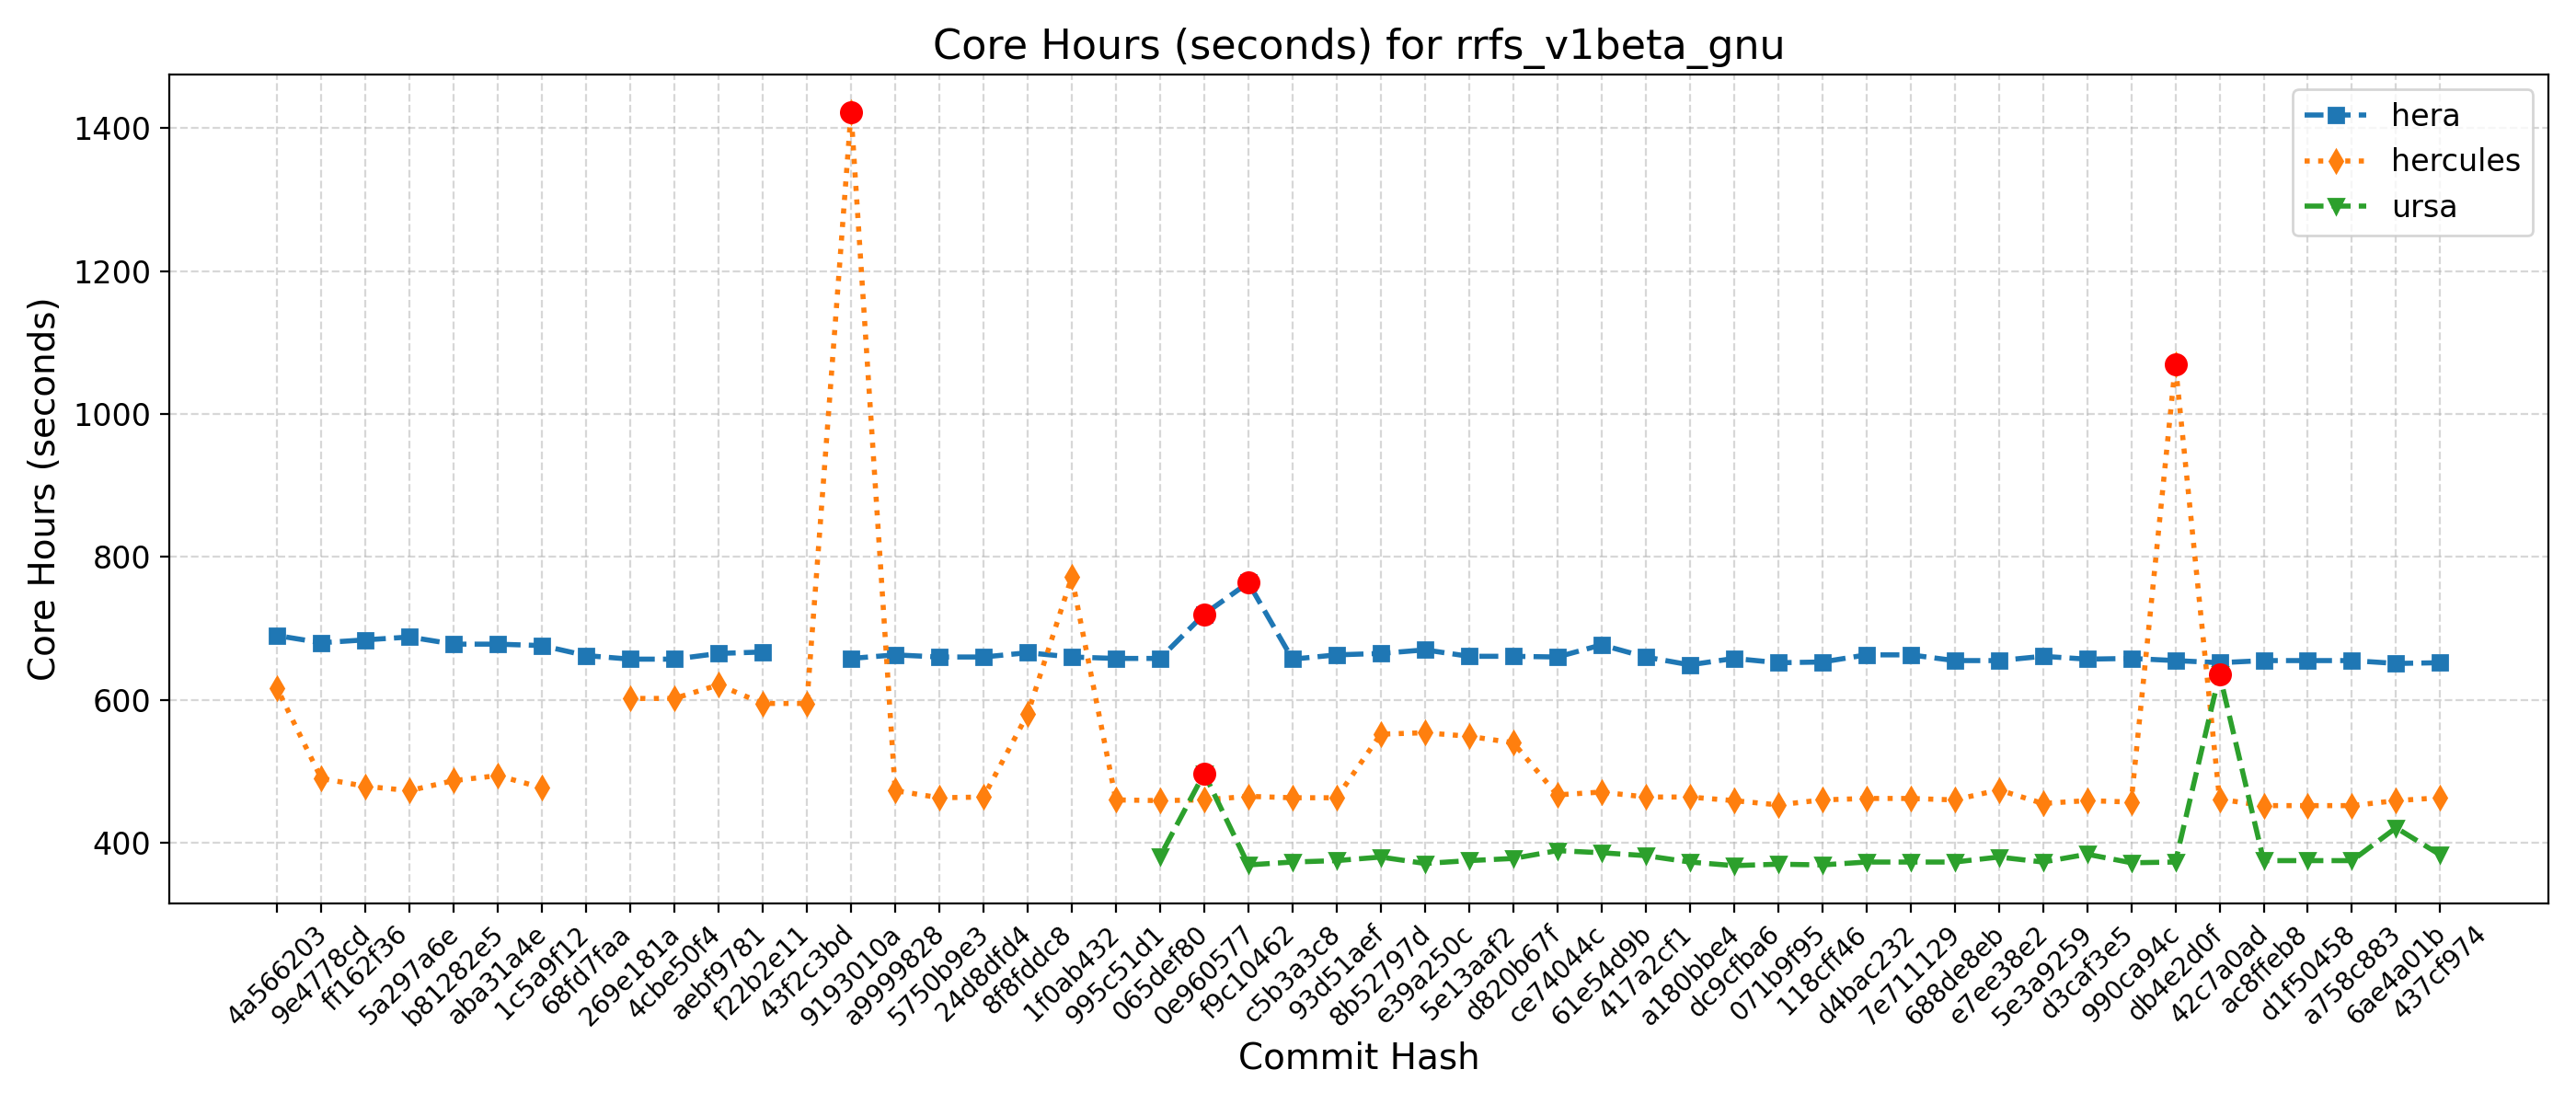 Core Hours (seconds) for rrfs_v1beta_gnu
Core Hours (seconds)
1400
1200
1000
800
600
400
hera
hercules
ursa
4a566203
9e4778cd
ff162f36
5a297a6e
b81282e5
aba31a4e
1c5a9f12
68fd7faa
269e181a
4cbe50f4
aebf9781
f22b2e11
43f2c3bd
9193010a
a9999828
5750b9e3
24d8dfd4
8f8fddc8
1f0ab432
995c51d1
065def80
0e960577
f9c10462
c5b3a3c8
93d51aef
8b52797d
e39a250c
5e13aaf2
d820b67f
ce74044c
61e54d9b
417a2cf1
a180bbe4
dc9cfba6
071b9f95
118cff46
d4bac232
7e711129
688de8eb
e7ee38e2
5e3a9259
d3caf3e5
990ca94c
db4e2d0f
42c7a0ad
ac8ffeb8
d1f50458
a758c883
6ae4a01b
437cf974
Commit Hash